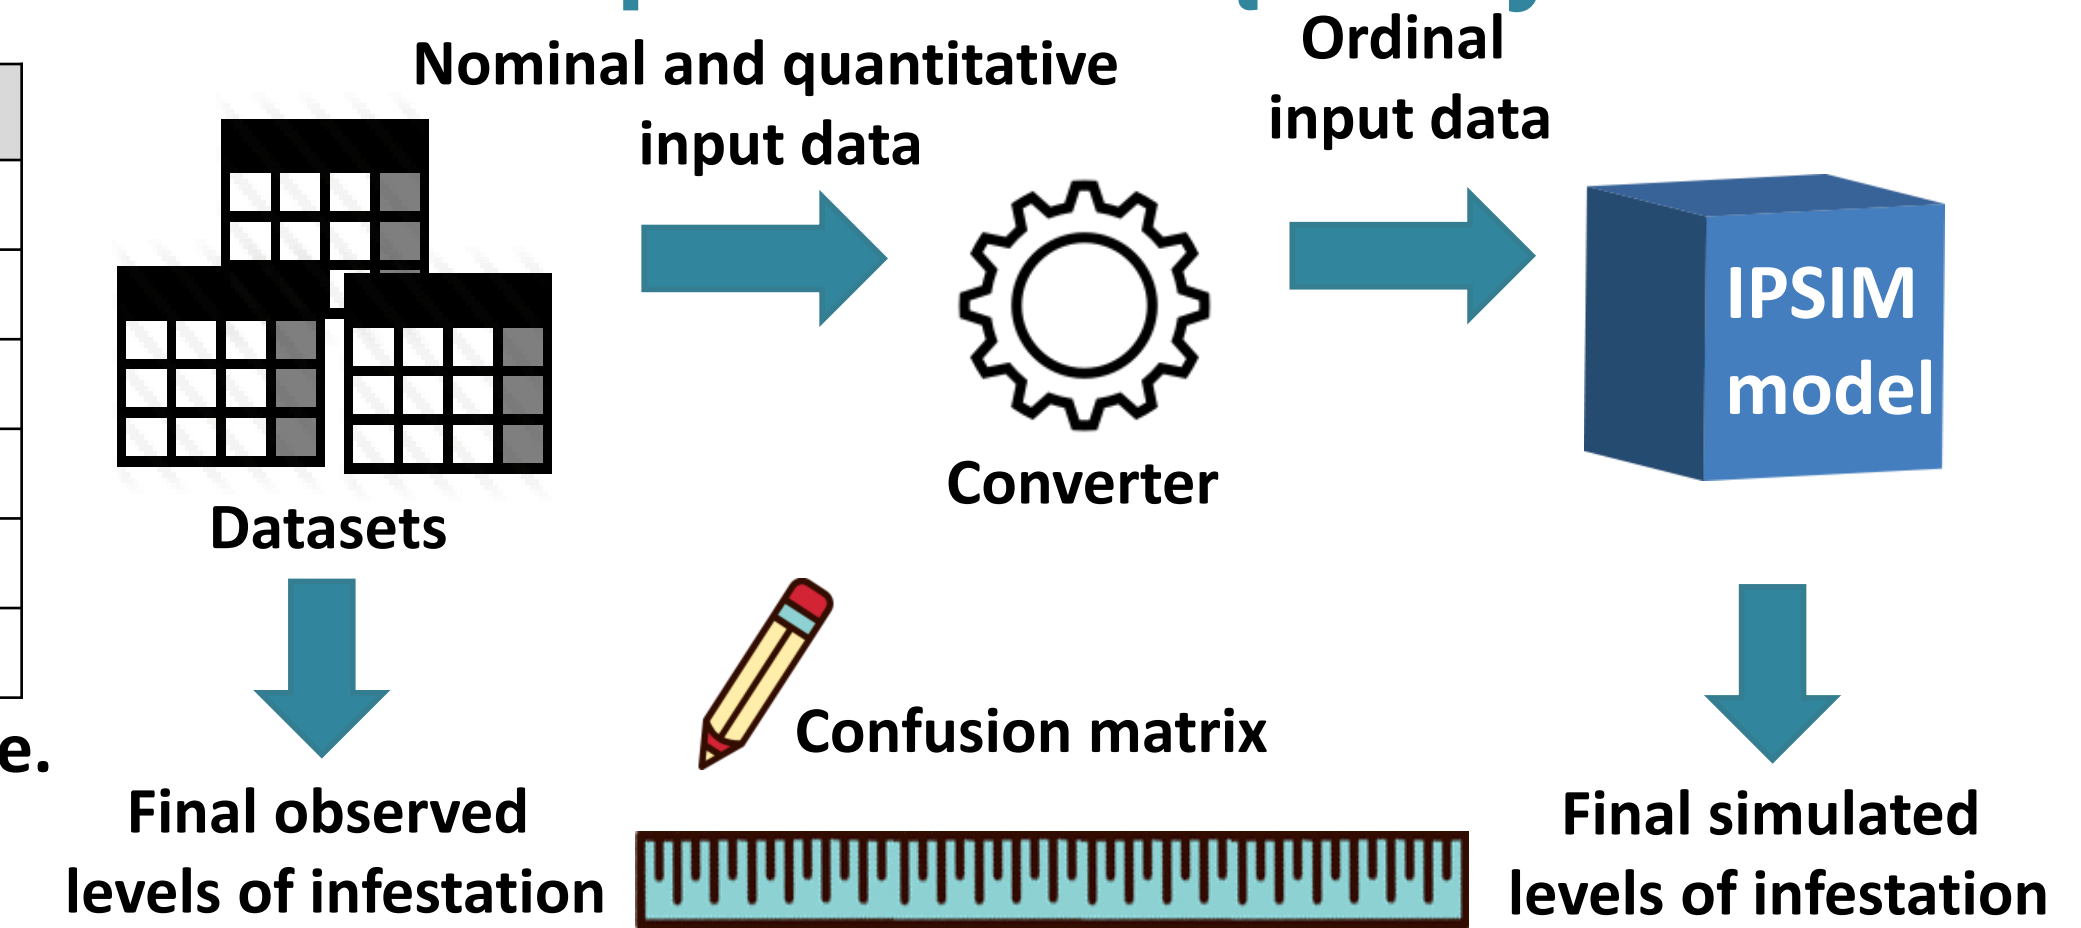 Nominal and quantitative
input data
Ordinal
input data
IPSIM
model
Converter
Datasets
Confusion matrix
e.
Final observed
levels of infestation
Final simulated
levels of infestation